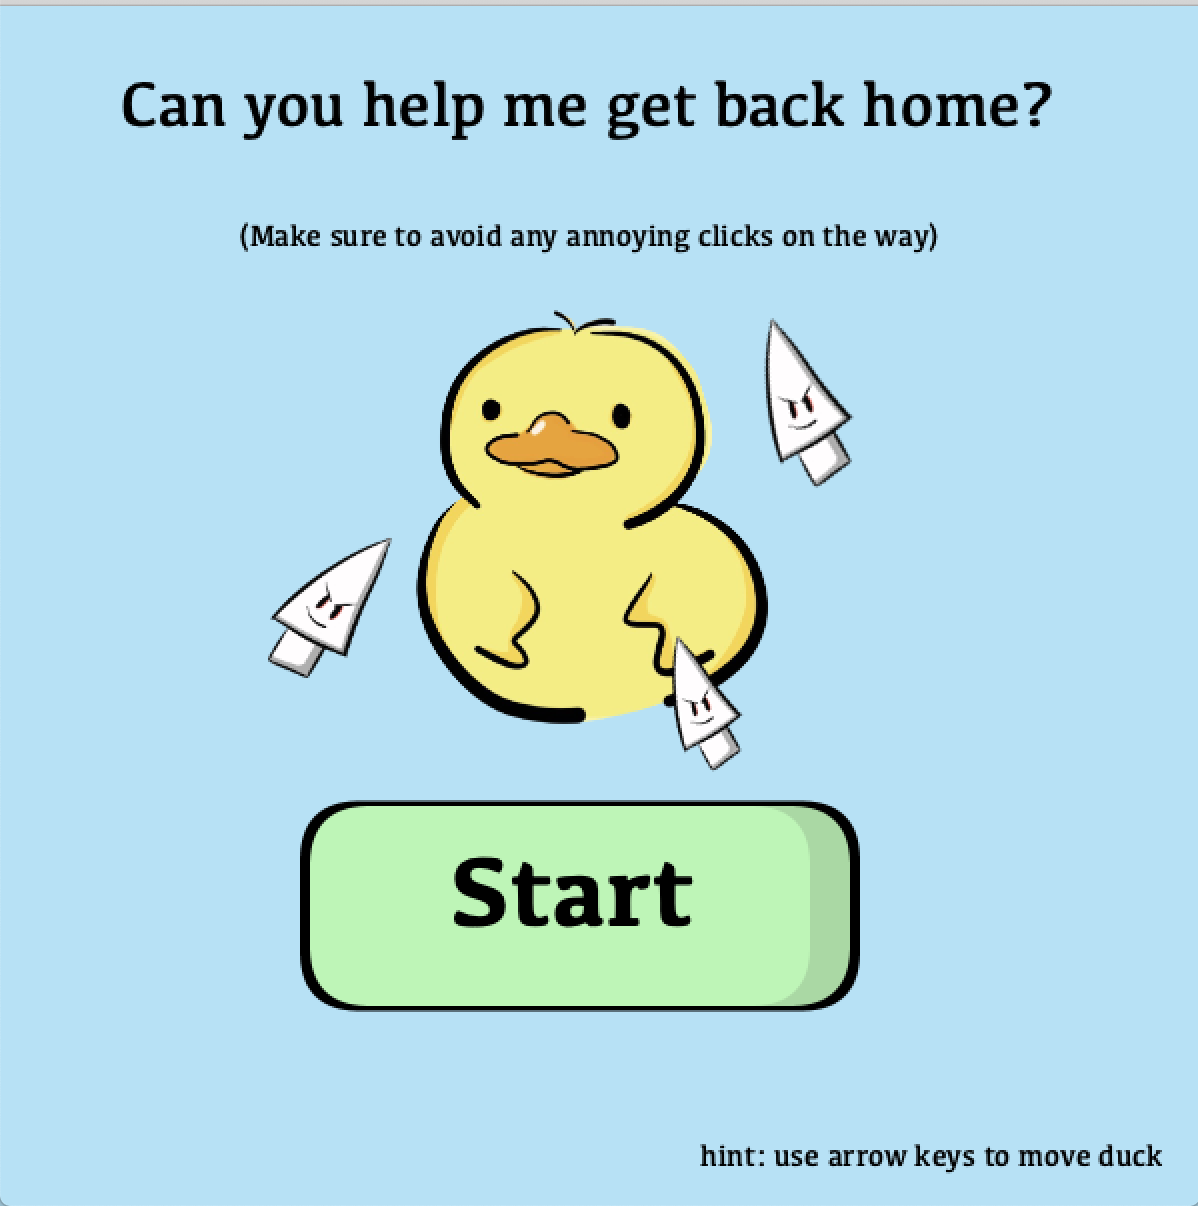 Can you help me get back home?
(Make sure to avoid any annoying clicks on the way)
Start
hint: use arrow keys to move duck